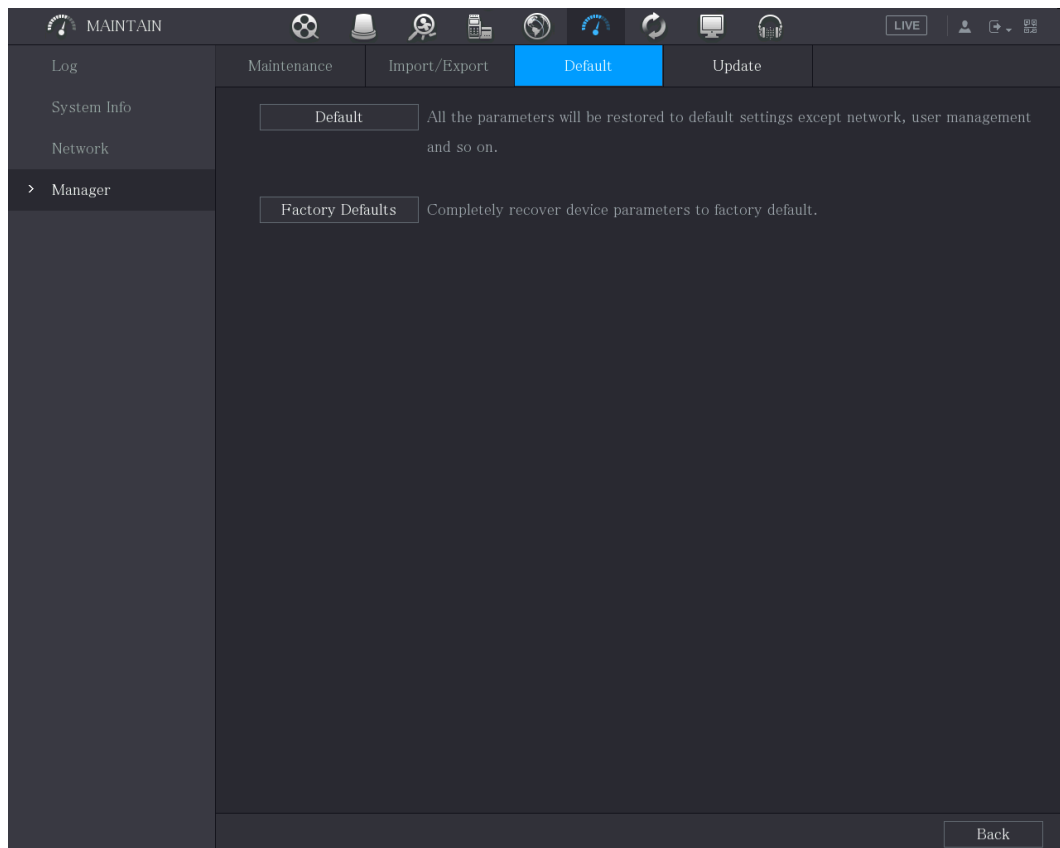 MAINTAIN
LIVE
Log
System Info
Network
Manager
Maintenance
Import/Export
Default
Update
Default
All the parameters will be restored to default settings except network, user management
and so on.
Factory Defaults
Completely recover device parameters to factory default.
Back